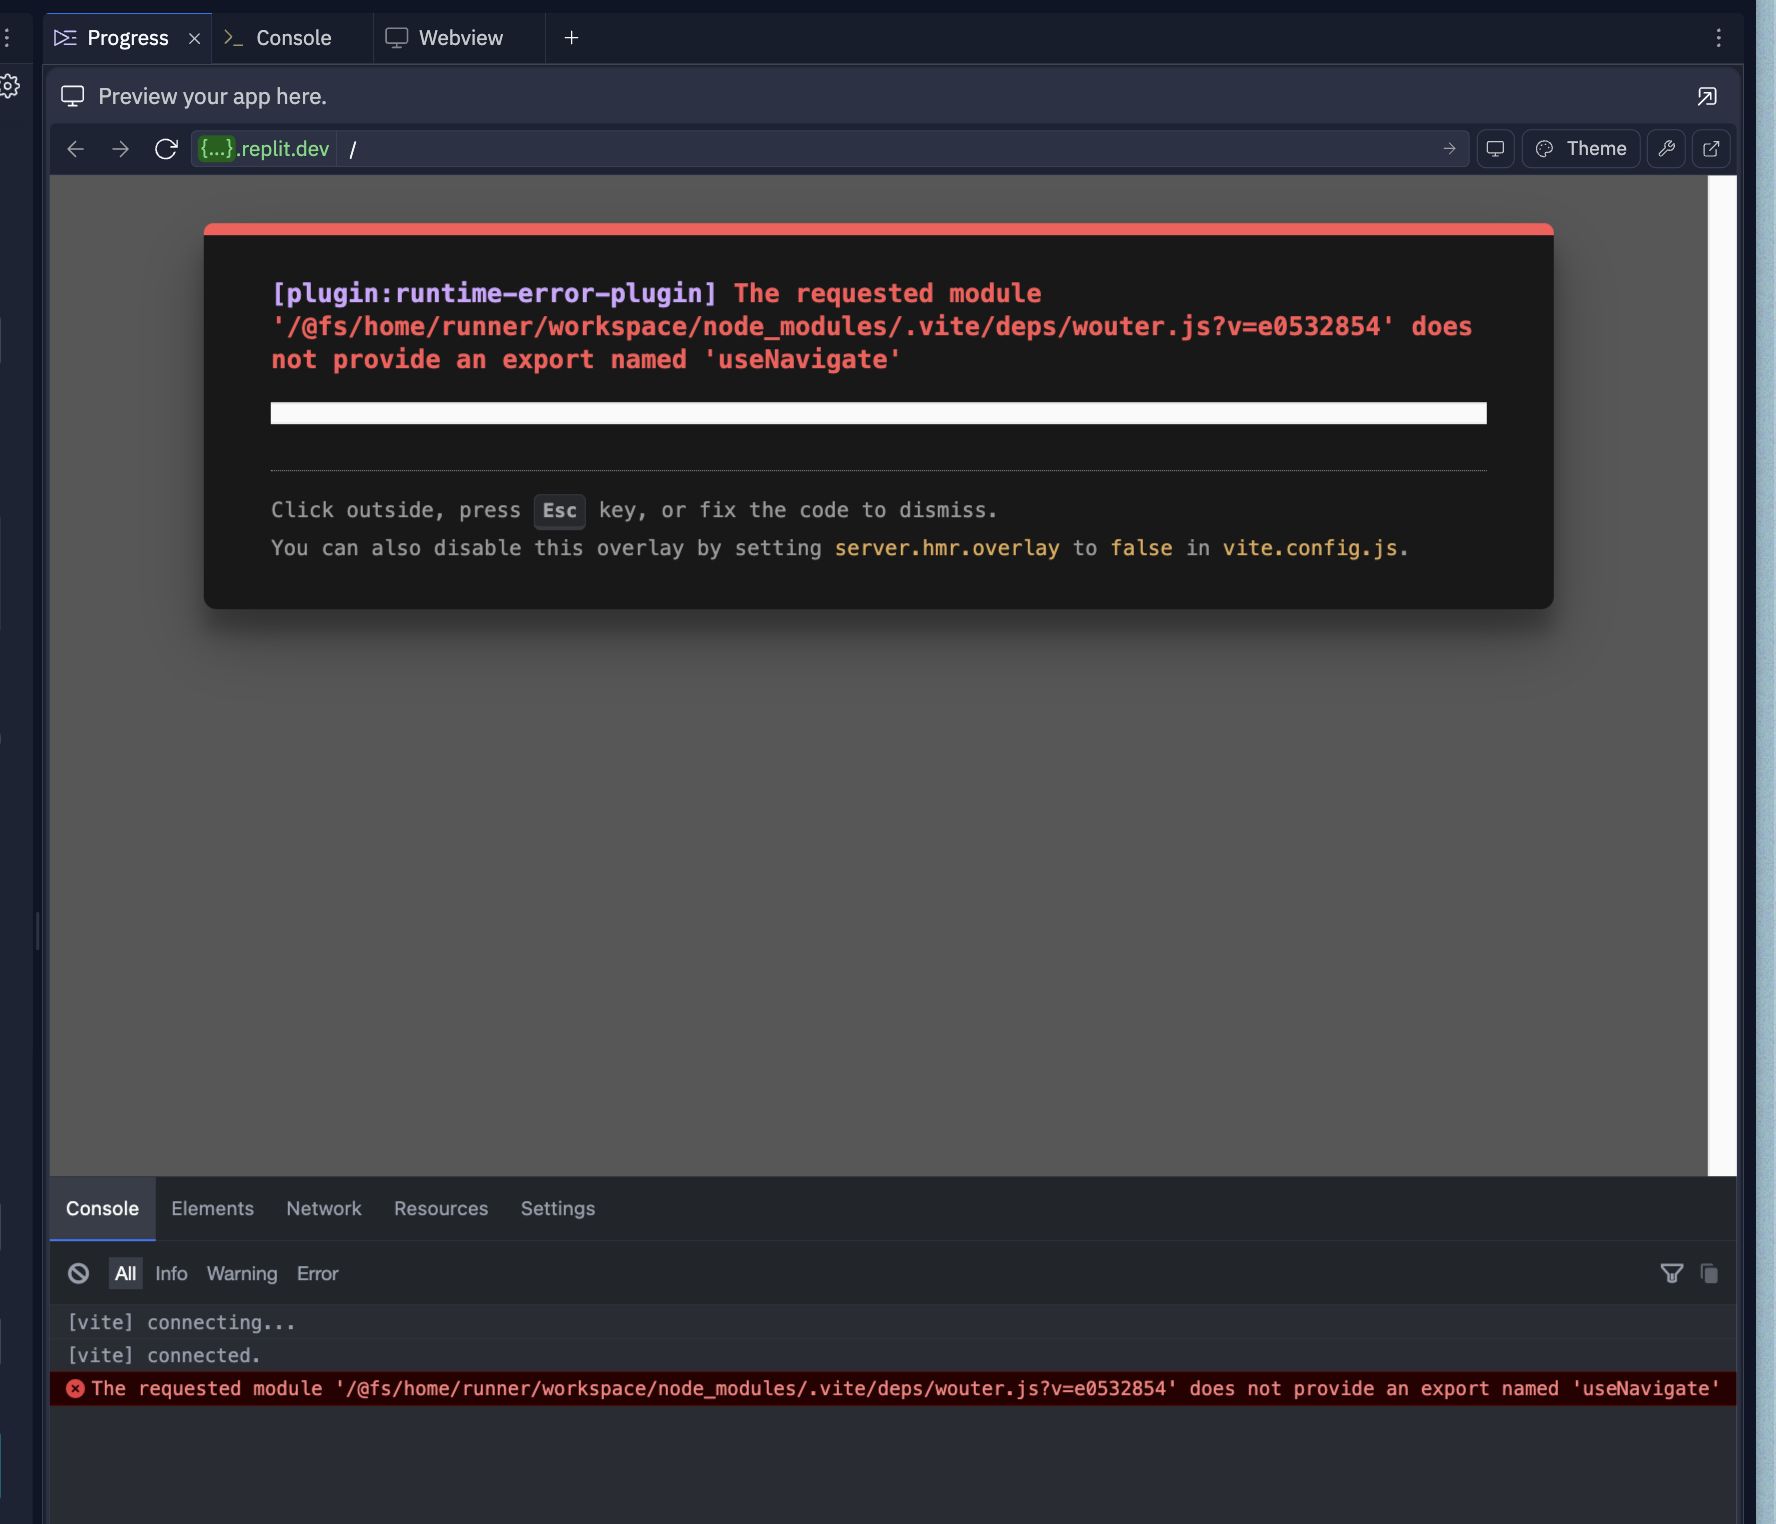 Progress
Console
Webview
Preview your app here.
{...}.replit.dev /
Theme
[plugin:runtime-error-plugin] The requested module
'/@fs/home/runner/workspace/node_modules/.vite/deps/wouter.js?v=e0532854' does
not provide an export named 'useNavigate'
Click outside, press Esc key, or fix the code to dismiss.
You can also disable this overlay by setting server.hmr.overlay to false in vite.config.js.
Console Elements Network Resources Settings
All Info Warning Error
[vite] connecting...
[vite] connected.
The requested module '/@fs/home/runner/workspace/node_modules/.vite/deps/wouter.js?v=e0532854' does not provide an export named 'useNavigate'